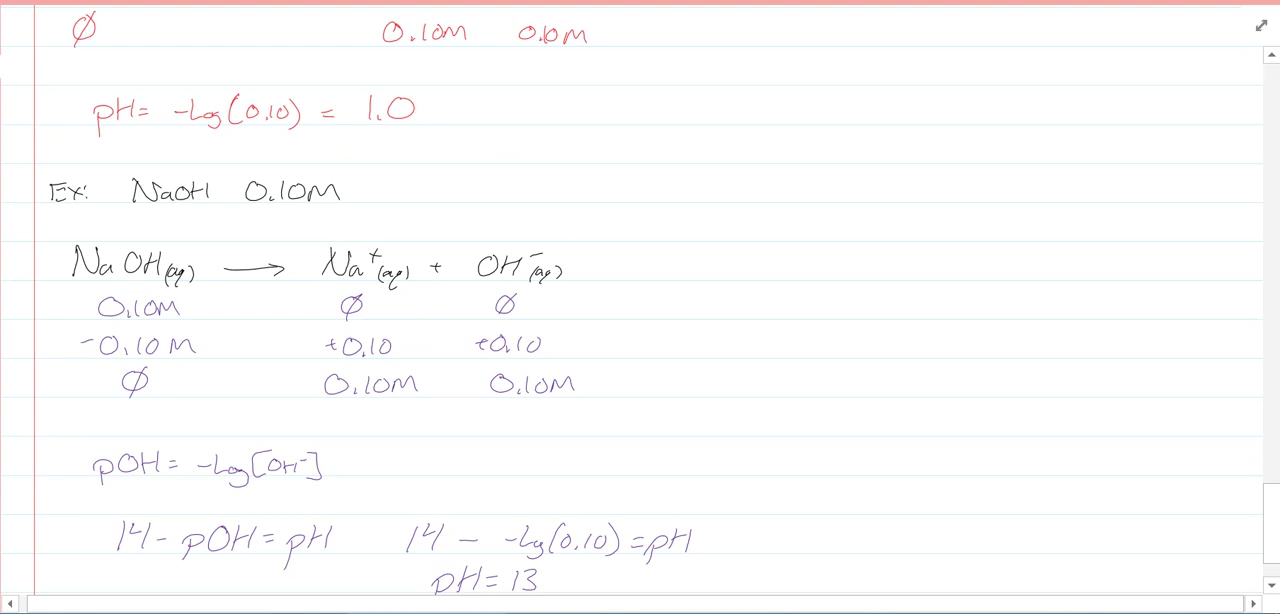 ∅ 0.10M 0.10M
pH= -Log(0.10) = 1.0
Ex: NaOH 0.10M
NaOH(aq) → Na⁺(aq) + OH⁻(aq)
0.10M ∅ ∅
-0.10M +0.10 +0.10
∅ 0.10M 0.10M
pOH= -Log[OH⁻]
14- pOH=pH 14 - -Log(0.10)=pH
pH=13